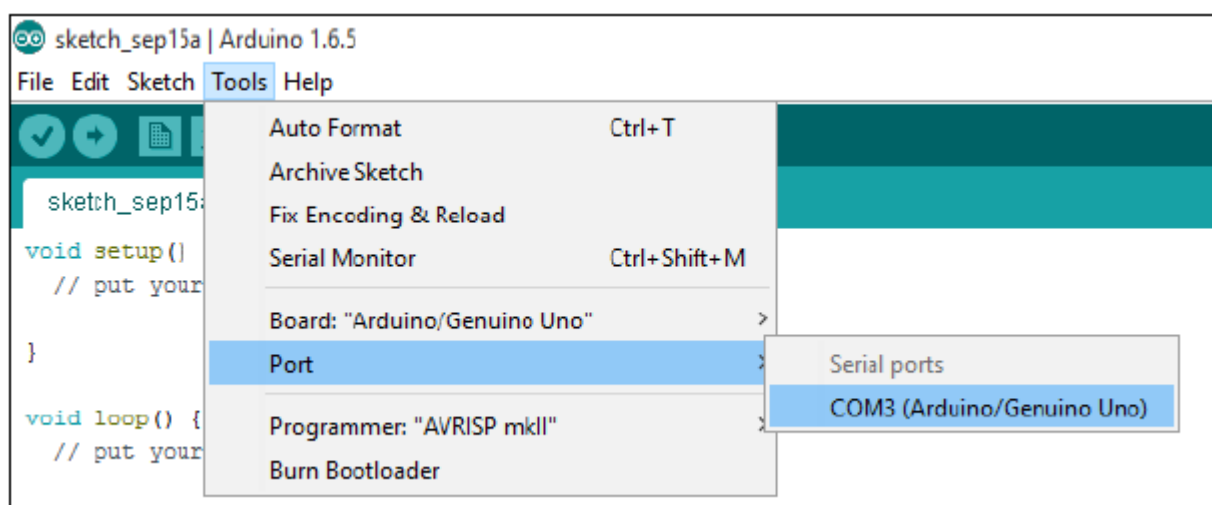 sketch_sep15a | Arduino 1.6.5
File Edit Sketch Tools Help
Auto Format Ctrl+T
Archive Sketch
sketch_sep15a
Fix Encoding & Reload
void setup()
Serial Monitor Ctrl+Shift+M
// put your
Board: "Arduino/Genuino Uno" >
}
Port >
Serial ports
COM3 (Arduino/Genuino Uno)
void loop() {
Programmer: "AVRISP mkII" >
// put your
Burn Bootloader